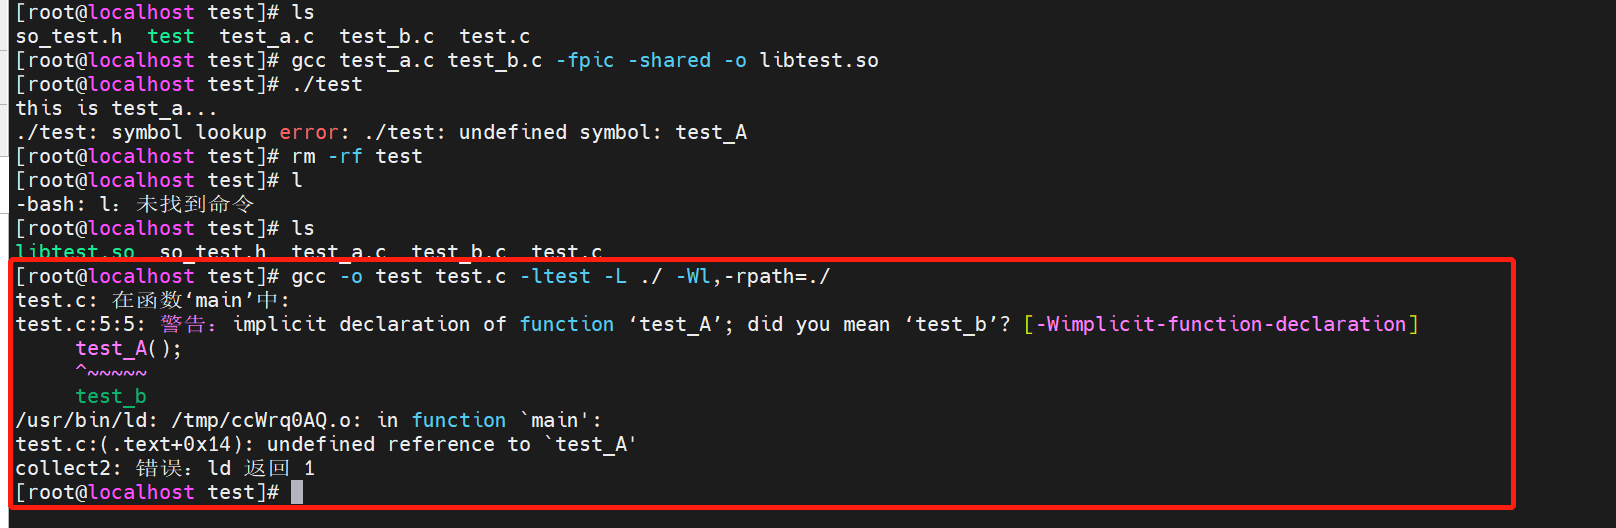 [root@localhost test]# ls
so_test.h  test  test_a.c  test_b.c  test.c
[root@localhost test]# gcc test_a.c test_b.c -fpic -shared -o libtest.so
[root@localhost test]# ./test
this is test_a...
./test: symbol lookup error: ./test: undefined symbol: test_A
[root@localhost test]# rm -rf test
[root@localhost test]# l
-bash: l：未找到命令
[root@localhost test]# ls
libtest.so  so_test.h  test_a.c  test_b.c  test.c
[root@localhost test]# gcc -o test test.c -ltest -L ./ -Wl,-rpath=./
test.c: 在函数‘main’中:
test.c:5:5: 警告：implicit declaration of function ‘test_A’; did you mean ‘test_b’? [-Wimplicit-function-declaration]
     test_A();
     ^~~~~~
     test_b
/usr/bin/ld: /tmp/ccWrq0AQ.o: in function `main':
test.c:(.text+0x14): undefined reference to `test_A'
collect2: 错误：ld 返回 1
[root@localhost test]#